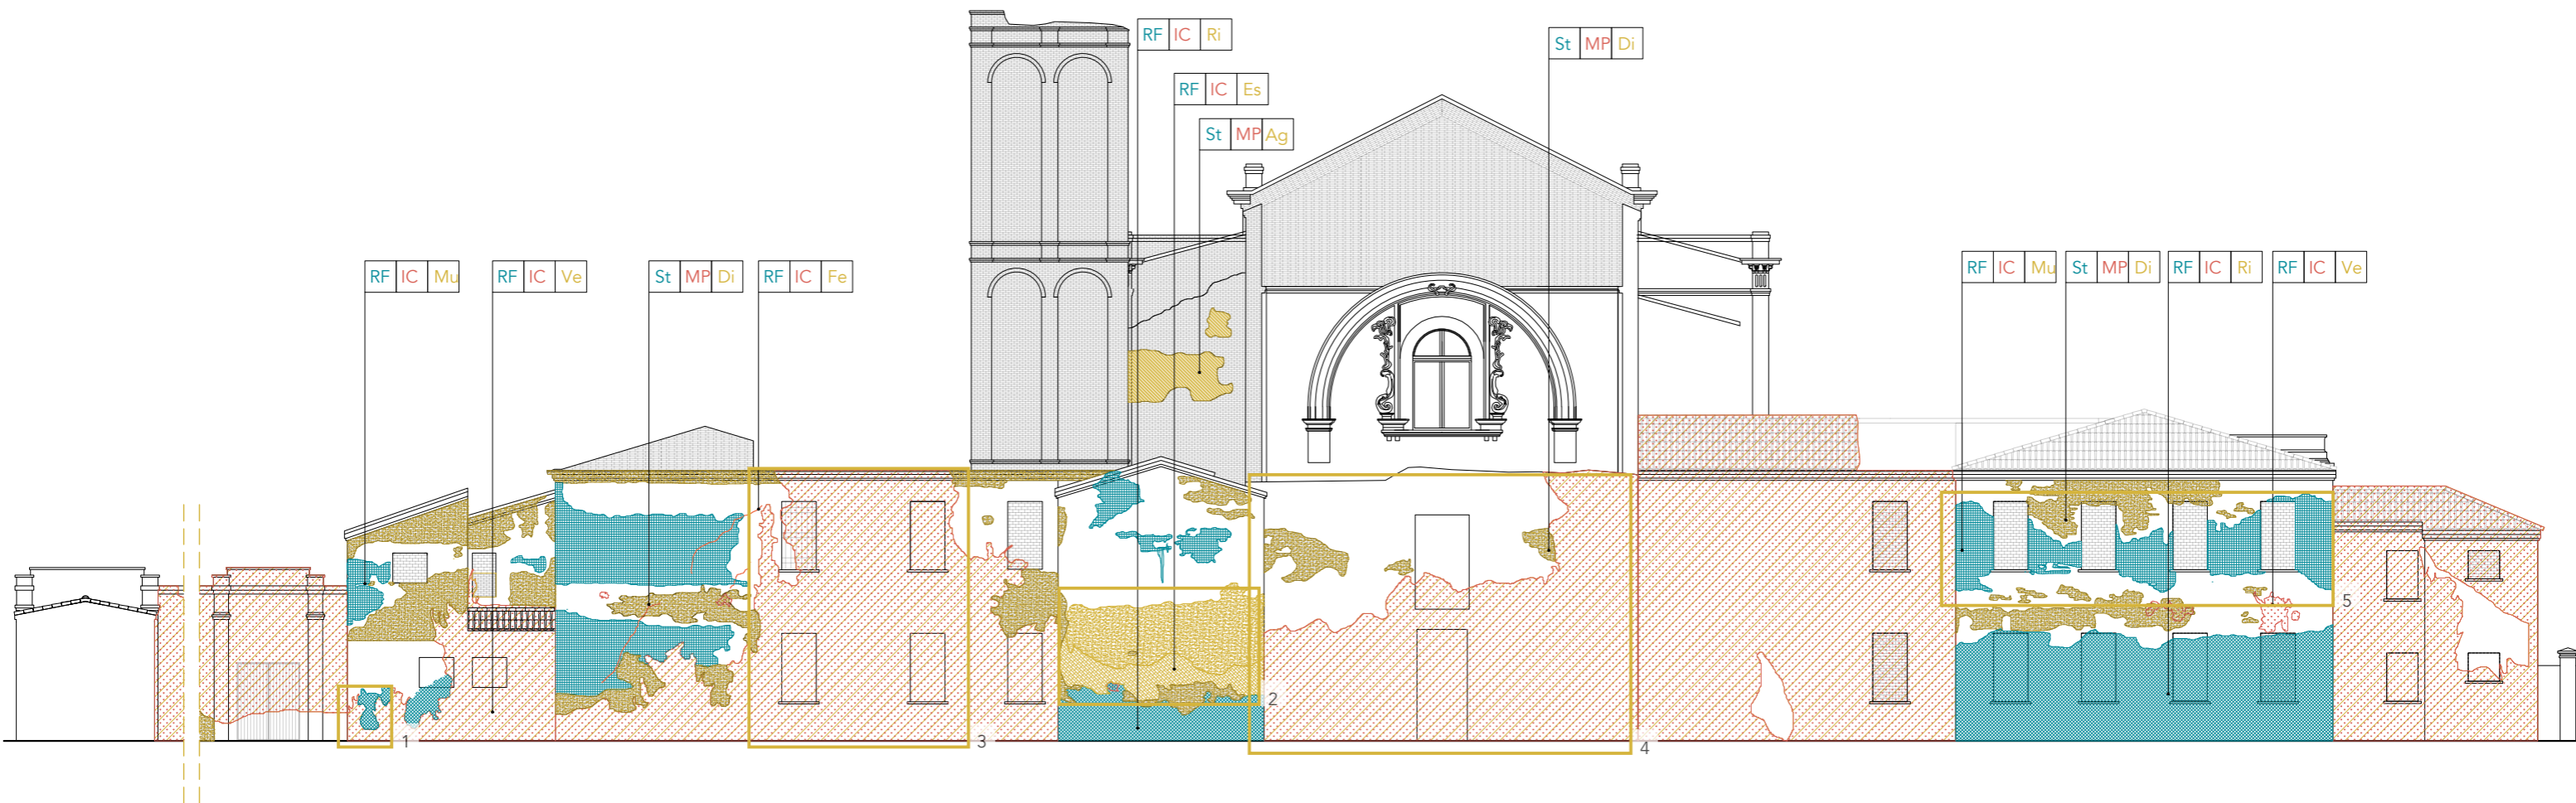 RF IC Ri
St MP Di
RF IC Es
St MP Ag
RF IC Mu
RF IC Ve
St MP Di
RF IC Fe
RF IC Mu
St MP Di
RF IC Ri
RF IC Ve
5
2
1
3
4